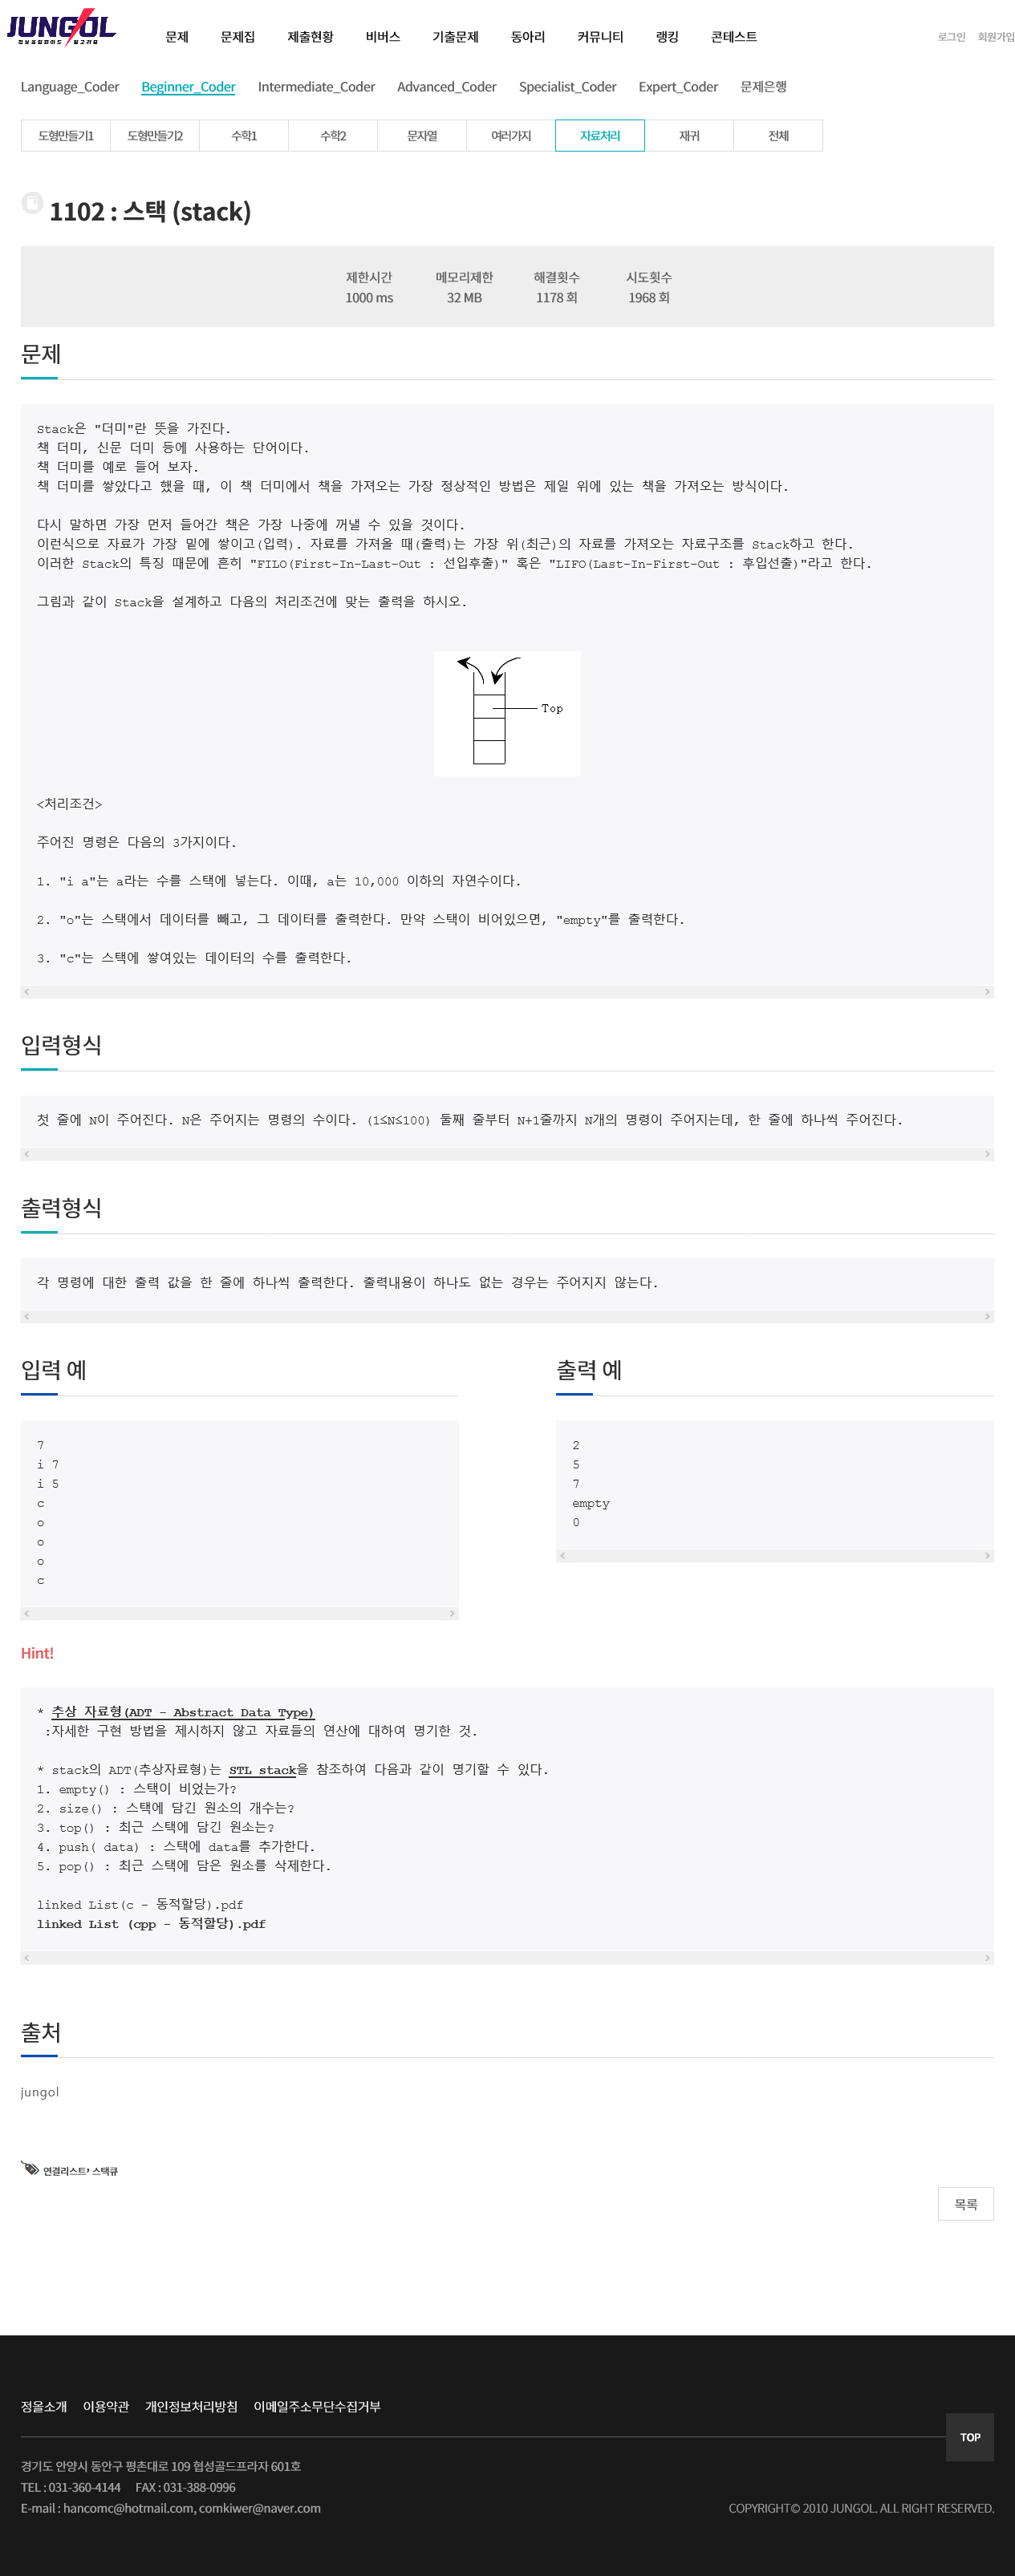 JUNGOL
정보올림피아드 알고리즘
문제 문제집 제출현황 비버스 기출문제 동아리 커뮤니티 랭킹 콘테스트
로그인 회원가입
Language_Coder Beginner_Coder Intermediate_Coder Advanced_Coder Specialist_Coder Expert_Coder 문제은행
도형만들기1 도형만들기2 수학1 수학2 문자열 여러가지 자료처리 재귀 전체
1102 : 스택 (stack)
제한시간 메모리제한 해결횟수 시도횟수
1000 ms 32 MB 1178 회 1968 회
문제
Stack은 "더미"란 뜻을 가진다.
책 더미, 신문 더미 등에 사용하는 단어이다.
책 더미를 예로 들어 보자.
책 더미를 쌓았다고 했을 때, 이 책 더미에서 책을 가져오는 가장 정상적인 방법은 제일 위에 있는 책을 가져오는 방식이다.
다시 말하면 가장 먼저 들어간 책은 가장 나중에 꺼낼 수 있을 것이다.
이런식으로 자료가 가장 밑에 쌓이고(입력). 자료를 가져올 때(출력)는 가장 위(최근)의 자료를 가져오는 자료구조를 Stack하고 한다.
이러한 Stack의 특징 때문에 흔히 "FILO(First-In-Last-Out : 선입후출)" 혹은 "LIFO(Last-In-First-Out : 후입선출)"라고 한다.
그림과 같이 Stack을 설계하고 다음의 처리조건에 맞는 출력을 하시오.
Top
<처리조건>
주어진 명령은 다음의 3가지이다.
1. "i a"는 a라는 수를 스택에 넣는다. 이때, a는 10,000 이하의 자연수이다.
2. "o"는 스택에서 데이터를 빼고, 그 데이터를 출력한다. 만약 스택이 비어있으면, "empty"를 출력한다.
3. "c"는 스택에 쌓여있는 데이터의 수를 출력한다.
입력형식
첫 줄에 N이 주어진다. N은 주어지는 명령의 수이다. (1≤N≤100) 둘째 줄부터 N+1줄까지 N개의 명령이 주어지는데, 한 줄에 하나씩 주어진다.
출력형식
각 명령에 대한 출력 값을 한 줄에 하나씩 출력한다. 출력내용이 하나도 없는 경우는 주어지지 않는다.
입력 예
7
i 7
i 5
c
o
o
o
c
출력 예
2
5
7
empty
0
Hint!
* 추상 자료형(ADT - Abstract Data Type)
:자세한 구현 방법을 제시하지 않고 자료들의 연산에 대하여 명기한 것.
* stack의 ADT(추상자료형)는 STL stack을 참조하여 다음과 같이 명기할 수 있다.
1. empty() : 스택이 비었는가?
2. size() : 스택에 담긴 원소의 개수는?
3. top() : 최근 스택에 담긴 원소는?
4. push( data) : 스택에 data를 추가한다.
5. pop() : 최근 스택에 담은 원소를 삭제한다.
linked List(c - 동적할당).pdf
linked List (cpp - 동적할당).pdf
출처
jungol
연결리스트, 스택큐
목록
정올소개 이용약관 개인정보처리방침 이메일주소무단수집거부
TOP
경기도 안양시 동안구 평촌대로 109 협성골드프라자 601호
TEL : 031-360-4144 FAX : 031-388-0996
E-mail : hancomc@hotmail.com, comkiwer@naver.com
COPYRIGHT© 2010 JUNGOL. ALL RIGHT RESERVED.